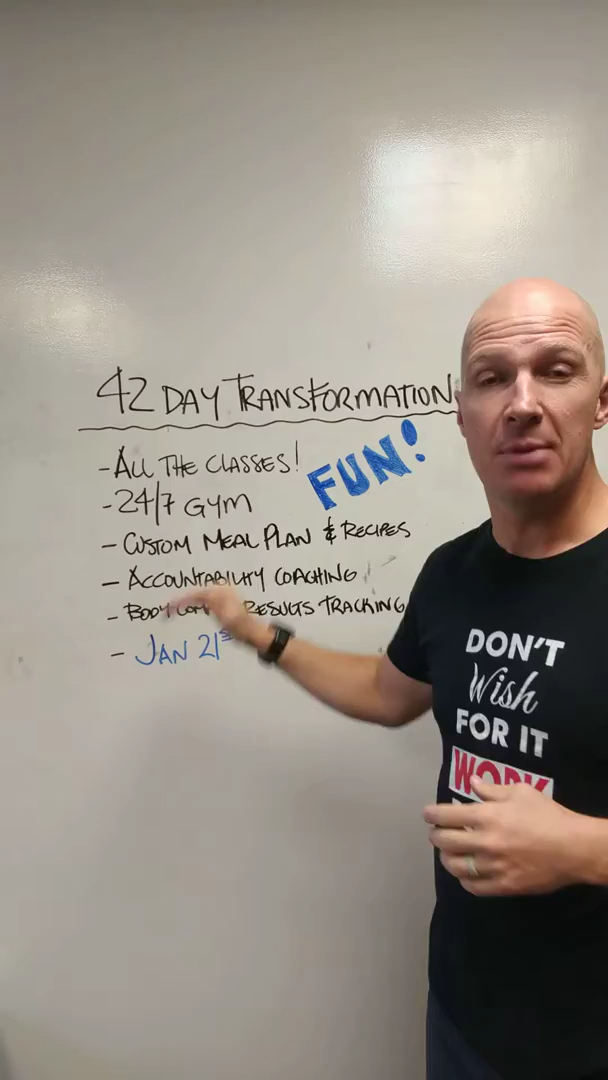 42 DAY TRANSFORMATION
- ALL THE CLASSES!
FUN!
- 24/7 GYM
- CUSTOM MEAL PLAN & RECIPES
- ACCOUNTABILITY COACHING
- BODY RESULTS TRACKING
- JAN 21ST
DON'T
Wish
FOR IT
WORK